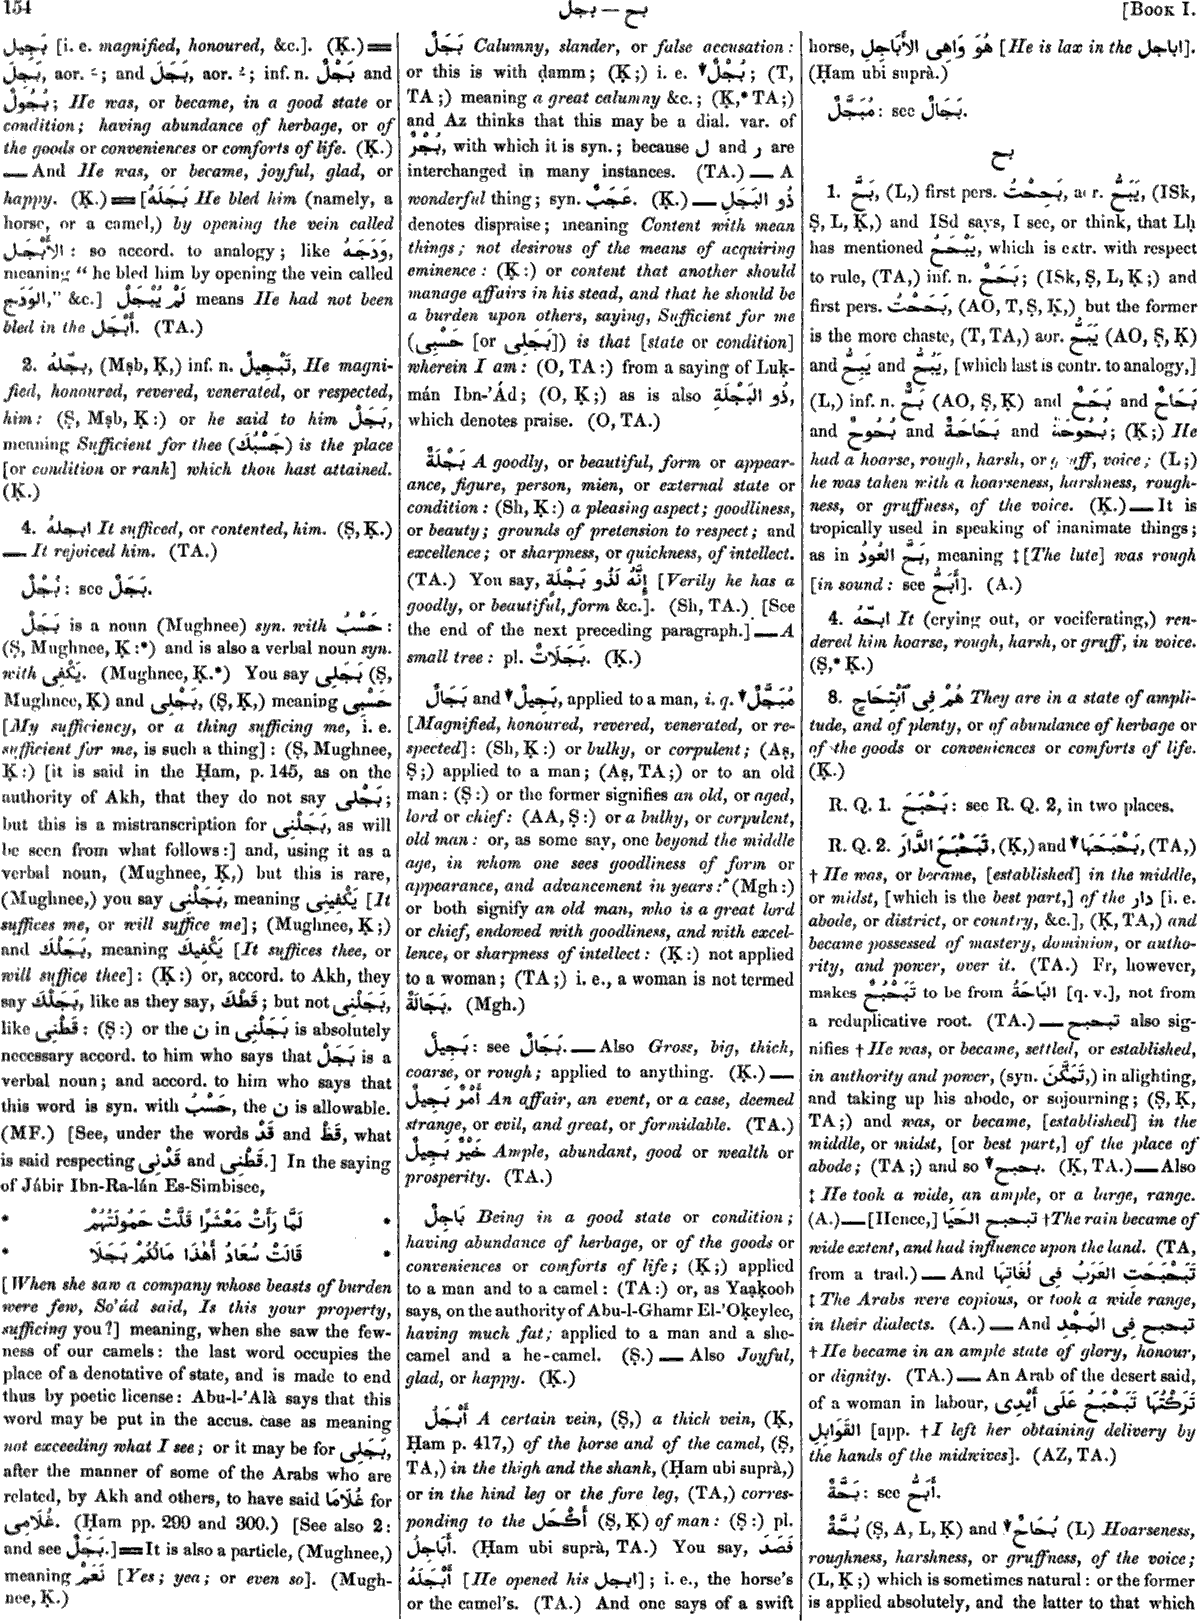 154
بح — بجل
[BOOK I.
بَجِيل [i. e. magnified, honoured, &c.]. (Ḳ.)══
بَجِلَ, aor. ـَ; and بَجَلَ, aor. ـُ; inf. n. بَجْلٌ and
بُجُولٌ; He was, or became, in a good state or
condition; having abundance of herbage, or of
the goods or conveniences or comforts of life. (Ḳ.)
— And He was, or became, joyful, glad, or
happy. (Ḳ.)══[بَجَلَهُ He bled him (namely, a
horse, or a camel,) by opening the vein called
الأَبْجَل : so accord. to analogy; like وَدَجَهُ,
meaning “he bled him by opening the vein called
الوَدَج,” &c.] لَمْ يُبْجَلْ means He had not been
bled in the أَبْجَل. (TA.)
2. بجّلهُ, (Mṣb, Ḳ,) inf. n. تَبْجِيلٌ, He magni-
fied, honoured, revered, venerated, or respected,
him: (Ṣ, Mṣb, Ḳ:) or he said to him بَجَلْ,
meaning Sufficient for thee (حَسْبُكَ) is the place
[or condition or rank] which thou hast attained.
(Ḳ.)
4. ابجلهُ It sufficed, or contented, him. (Ṣ, Ḳ.)
— It rejoiced him. (TA.)
بُجْلٌ: see بَجَلٌ.
بَجَلْ is a noun (Mughnee) syn. with حَسْبُ:
(Ṣ, Mughnee, Ḳ:*) and is also a verbal noun syn.
with يَكْفِى. (Mughnee, Ḳ.*) You say بَجَلِى (Ṣ,
Mughnee, Ḳ) and بَجْلِى, (Ṣ, Ḳ,) meaning حَسْبِى
[My sufficiency, or a thing sufficing me, i. e.
sufficient for me, is such a thing]: (Ṣ, Mughnee,
Ḳ:) [it is said in the Ḥam, p. 145, as on the
authority of Akh, that they do not say بَجْلِى;
but this is a mistranscription for بَجَلْنِى, as will
be seen from what follows:] and, using it as a
verbal noun, (Mughnee, Ḳ,) but this is rare,
(Mughnee,) you say بَجَلْنِى, meaning يَكْفِينِى [It
suffices me, or will suffice me]; (Mughnee, Ḳ;)
and بَجَلْكَ, meaning يَكْفِيكَ [It suffices thee, or
will suffice thee]: (Ḳ:) or, accord. to Akh, they
say بَجَلْكَ, like as they say, قَطْكَ; but not بَجَلْنِى,
like قَطْنِى: (Ṣ:) or the ن in بَجَلْنِى is absolutely
necessary accord. to him who says that بَجَلْ is a
verbal noun; and accord. to him who says that
this word is syn. with حَسْبُ, the ن is allowable.
(MF.) [See, under the words قَدْ and قَطْ, what
is said respecting قَدْنِى and قَطْنِى.] In the saying
of Jábir Ibn-Ra-lán Es-Simbisee,
* لَمَّا رَأَتْ مَعْشَرًا قَلَّتْ حَمُولَتُهُمْ *
* قَالَتْ سُعَادُ أَهٰذَا مَالُكُمْ بَجَلَا *
[When she saw a company whose beasts of burden
were few, So’ád said, Is this your property,
sufficing you?] meaning, when she saw the few-
ness of our camels: the last word occupies the
place of a denotative of state, and is made to end
thus by poetic license: Abu-l-’Alà says that this
word may be put in the accus. case as meaning
not exceeding what I see; or it may be for بَجَلِى,
after the manner of some of the Arabs who are
related, by Akh and others, to have said غُلَامَا for
غُلَامِى. (Ḥam pp. 299 and 300.) [See also 2:
and see بَجَلٌ.]══It is also a particle, (Mughnee,)
meaning نَعَمْ [Yes; yea; or even so]. (Mugh-
nee, Ḳ.)
بَجَلٌ Calumny, slander, or false accusation:
or this is with ḍamm; (Ḳ;) i. e. ▼ بُجْلٌ; (T,
TA;) meaning a great calumny &c.; (Ḳ,* TA;)
and Az thinks that this may be a dial. var. of
بُجْرٌ, with which it is syn.; because ل and ر are
interchanged in many instances. (TA.) — A
wonderful thing; syn. عَجَبٌ. (Ḳ.) — ذُو البَجَلِ
denotes dispraise; meaning Content with mean
things; not desirous of the means of acquiring
eminence: (Ḳ:) or content that another should
manage affairs in his stead, and that he should be
a burden upon others, saying, Sufficient for me
(حَسْبِى [or بَجَلِى]) is that [state or condition]
wherein I am: (O, TA:) from a saying of Luḳ-
mán Ibn-’Ád; (O, Ḳ;) as is also ذُو البَجْلَةِ,
which denotes praise. (O, TA.)
بَجْلَةٌ A goodly, or beautiful, form or appear-
ance, figure, person, mien, or external state or
condition: (Sh, Ḳ:) a pleasing aspect; goodliness,
or beauty; grounds of pretension to respect; and
excellence; or sharpness, or quickness, of intellect.
(TA.) You say, إِنَّهُ لَذُو بَجْلَةٍ [Verily he has a
goodly, or beautiful, form &c.]. (Sh, TA.) [See
the end of the next preceding paragraph.] — A
small tree: pl. بَجَلَاتٌ. (Ḳ.)
بَجَالٌ and ▼ بَجِيلٌ, applied to a man, i. q. ▼ مُبَجَّلٌ
[Magnified, honoured, revered, venerated, or re-
spected]: (Sh, Ḳ:) or bulky, or corpulent; (Aṣ,
Ṣ;) applied to a man; (Aṣ, TA;) or to an old
man: (Ṣ:) or the former signifies an old, or aged,
lord or chief: (AA, Ṣ:) or a bulky, or corpulent,
old man: or, as some say, one beyond the middle
age, in whom one sees goodliness of form or
appearance, and advancement in years: (Mgh:)
or both signify an old man, who is a great lord
or chief, endowed with goodliness, and with excel-
lence, or sharpness of intellect: (Ḳ:) not applied
to a woman; (TA;) i. e., a woman is not termed
بَجَالَةٌ. (Mgh.)
بَجِيلٌ: see بَجَالٌ. — Also Gross, big, thick,
coarse, or rough; applied to anything. (Ḳ.) —
أَمْرٌ بَجِيلٌ An affair, an event, or a case, deemed
strange, or evil, and great, or formidable. (TA.)
خَيْرٌ بَجِيلٌ Ample, abundant, good or wealth or
prosperity. (TA.)
بَاجِلٌ Being in a good state or condition;
having abundance of herbage, or of the goods or
conveniences or comforts of life; (Ḳ;) applied
to a man and to a camel: (TA:) or, as Yaạḳoob
says, on the authority of Abu-l-Ghamr El-’Oḳeylee,
having much fat; applied to a man and a she-
camel and a he-camel. (Ṣ.) — Also Joyful,
glad, or happy. (Ḳ.)
أَبْجَلُ A certain vein, (Ṣ,) a thick vein, (Ḳ,
Ḥam p. 417,) of the horse and of the camel, (Ṣ,
TA,) in the thigh and the shank, (Ḥam ubi suprà,)
or in the hind leg or the fore leg, (TA,) corres-
ponding to the أَكْحَل (Ṣ, Ḳ) of man: (Ṣ:) pl.
أَبَاجِلُ. (Ḥam ubi suprà, TA.) You say, فَصَدَ
أَبْجَلَهُ [He opened his ابجل]; i. e., the horse’s
or the camel’s. (TA.) And one says of a swift
horse, هُوَ وَاهِى الأَبَاجِلِ [He is lax in the اباجل].
(Ḥam ubi suprà.)
مُبَجَّلٌ: see بَجَالٌ.
بح
1. بَحَّ, (L,) first pers. بَحِحْتُ, aor. يَبَحُّ, (ISk,
Ṣ, L, Ḳ,) and ISd says, I see, or think, that Lḥ
has mentioned يَبْحَحُ, which is extr. with respect
to rule, (TA,) inf. n. بَحَحٌ; (ISk, Ṣ, L, Ḳ;) and
first pers. بَحَحْتُ, (AO, T, Ṣ, Ḳ,) but the former
is the more chaste, (T, TA,) aor. يَبَحُّ (AO, Ṣ, Ḳ)
and يَبِحُّ and يَبُحُّ, [which last is contr. to analogy,]
(L,) inf. n. بَحٌّ (AO, Ṣ, Ḳ) and بَحَحٌ and بَحَاحٌ
and بُحُوحٌ and بَحَاحَةٌ and بُحُوحَةٌ; (Ḳ;) He
had a hoarse, rough, harsh, or gruff, voice; (L;)
he was taken with a hoarseness, harshness, rough-
ness, or gruffness, of the voice. (Ḳ.) — It is
tropically used in speaking of inanimate things;
as in بَحَّ العُودُ, meaning ‡ [The lute] was rough
[in sound: see أَبَحُّ]. (A.)
4. ابحّهُ It (crying out, or vociferating,) ren-
dered him hoarse, rough, harsh, or gruff, in voice.
(Ṣ,* Ḳ.)
8. هُمْ فِى ٱبْتِحَاحٍ They are in a state of ampli-
tude, and of plenty, or of abundance of herbage or
of the goods or conveniences or comforts of life.
(Ḳ.)
R. Q. 1. بَحْبَحَ: see R. Q. 2, in two places.
R. Q. 2. تَبَحْبَحَ الدَّارَ, (Ḳ,) and ▼ بَحْبَحَهَا, (TA,)
† He was, or became, [established] in the middle,
or midst, [which is the best part,] of the دار [i. e.
abode, or district, or country, &c.], (Ḳ, TA,) and
became possessed of mastery, dominion, or autho-
rity, and power, over it. (TA.) Fr, however,
makes تَبَحْبُحٌ to be from البَاحَةُ [q. v.], not from
a reduplicative root. (TA.) — تبحبح also sig-
nifies † He was, or became, settled, or established,
in authority and power, (syn. تَمَكَّنَ,) in alighting,
and taking up his abode, or sojourning; (Ṣ, Ḳ,
TA;) and was, or became, [established] in the
middle, or midst, [or best part,] of the place of
abode; (TA;) and so ▼ بحبح. (Ḳ, TA.) — Also
‡ He took a wide, an ample, or a large, range.
(A.) — [Hence,] تبحبح الحَيَا † The rain became of
wide extent, and had influence upon the land. (TA,
from a trad.) — And تَبَحْبَحَت العَرَبُ فِى لُغَاتِهَا
‡ The Arabs were copious, or took a wide range,
in their dialects. (A.) — And تبحبح فِى المَجْدِ
† He became in an ample state of glory, honour,
or dignity. (TA.) — An Arab of the desert said,
of a woman in labour, تَرَكْتُهَا تَبَحْبَحُ عَلَى أَيْدِى
القَوَابِلِ [app. † I left her obtaining delivery by
the hands of the midwives]. (AZ, TA.)
بَحَّةٌ: see أَبَحُّ.
بُحَّةٌ (Ṣ, A, L, Ḳ) and ▼ بُحَاحٌ (L) Hoarseness,
roughness, harshness, or gruffness, of the voice;
(L, Ḳ;) which is sometimes natural: or the former
is applied absolutely, and the latter to that which